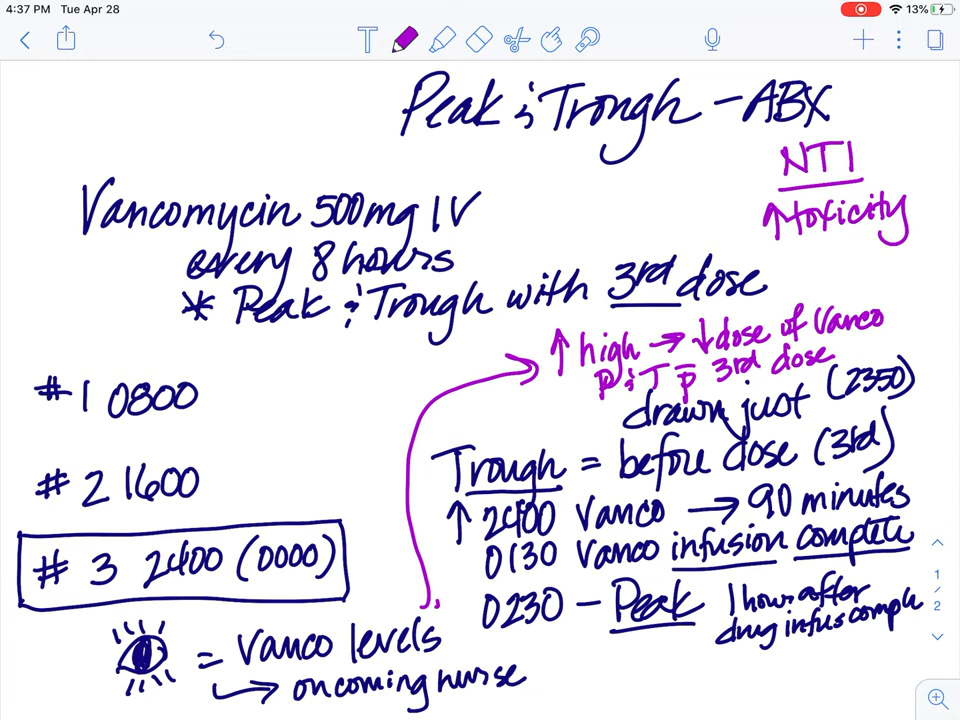 4:37 PM Tue Apr 28
13%
T
Peak & Trough - ABX
NTI
↑ toxicity
Vancomycin 500mg IV
every 8 hours
* Peak & Trough with 3rd dose
↑ high → ↓ dose of Vanco
P & T p̄ 3rd dose
# 1 0800
drawn just (2350)
Trough = before dose (3rd)
# 2 1600
↑ 2400 Vanco → 90 minutes
0130 Vanco infusion complete
# 3 2400 (0000)
0230 - Peak 1 hour after
drug infus comple
= Vanco levels
→ oncoming nurse
1
/
2